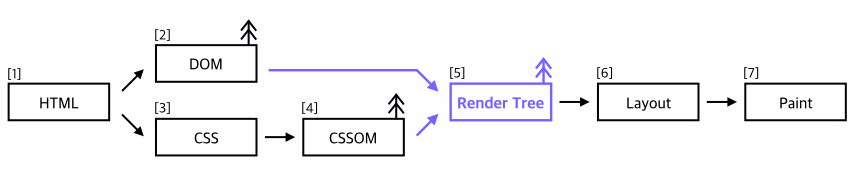 [1]
HTML
[2]
DOM
[3]
CSS
[4]
CSSOM
[5]
Render Tree
[6]
Layout
[7]
Paint